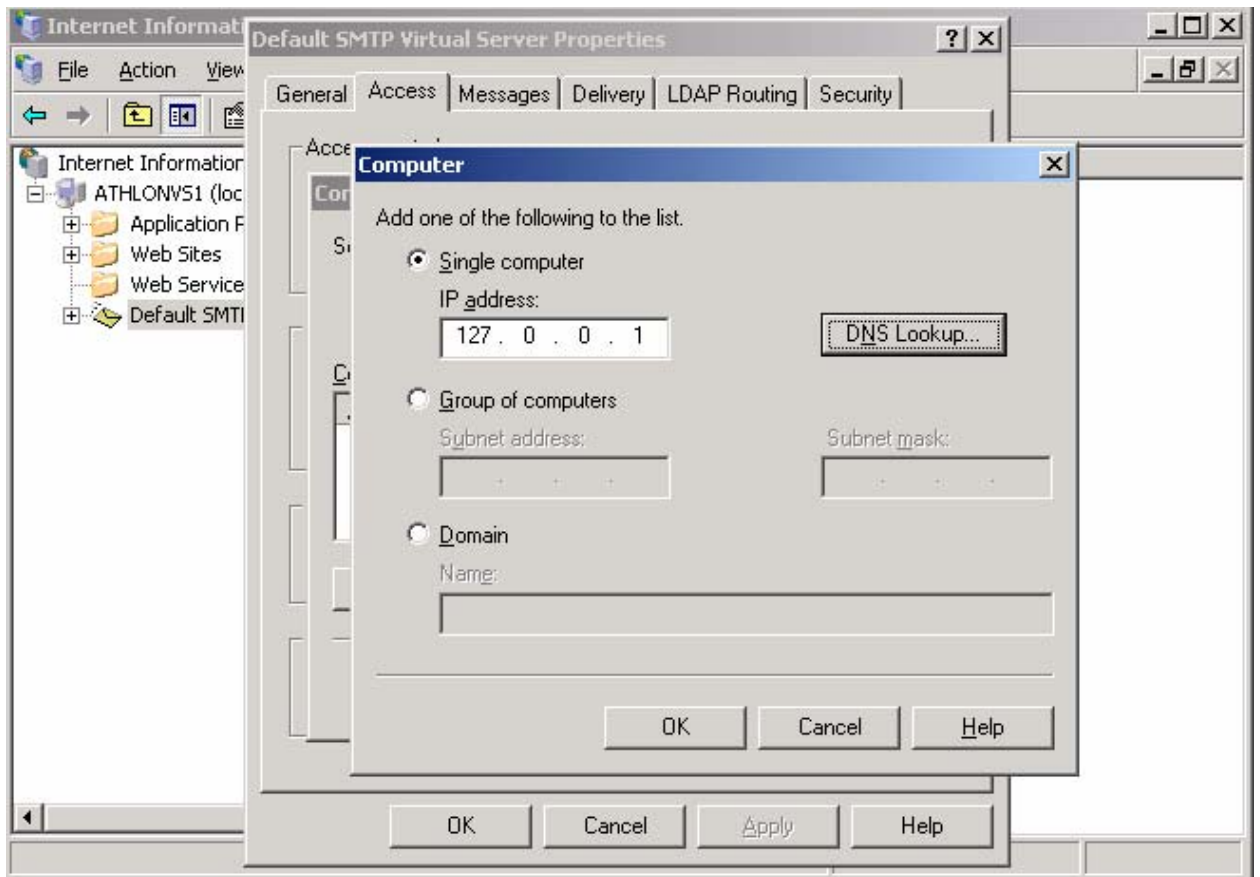 Internet Informati
Default SMTP Virtual Server Properties
File Action View
General Access Messages Delivery LDAP Routing Security
Computer
Internet Information
ATHLONVS1 (loc
Add one of the following to the list.
Application P
Web Sites
Single computer
Web Service
IP address:
Default SMTP
127 . 0 . 0 . 1
DNS Lookup...
Group of computers
Subnet address: Subnet mask:
. . . . . .
Domain
Name:
OK Cancel Help
OK Cancel Apply Help